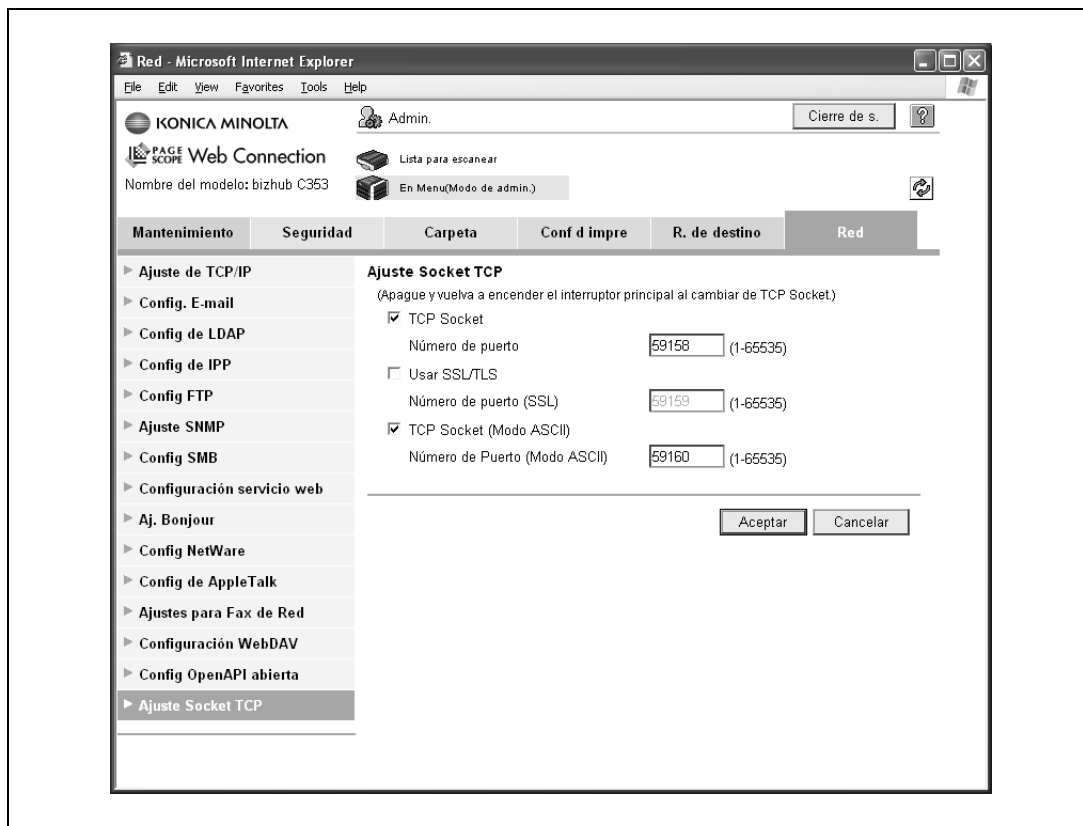 Red - Microsoft Internet Explorer
File Edit View Favorites Tools Help
KONICA MINOLTA
Admin.
Cierre de s.
?
PAGE SCOPE Web Connection
Lista para escanear
Nombre del modelo: bizhub C353
En Menu(Modo de admin.)
Mantenimiento Seguridad Carpeta Conf d impre R. de destino Red
Ajuste de TCP/IP
Config. E-mail
Config de LDAP
Config de IPP
Config FTP
Ajuste SNMP
Config SMB
Configuración servicio web
Aj. Bonjour
Config NetWare
Config de AppleTalk
Ajustes para Fax de Red
Configuración WebDAV
Config OpenAPI abierta
Ajuste Socket TCP
Ajuste Socket TCP
(Apague y vuelva a encender el interruptor principal al cambiar de TCP Socket.)
TCP Socket
Número de puerto 59158 (1-65535)
Usar SSL/TLS
Número de puerto (SSL) 59159 (1-65535)
TCP Socket (Modo ASCII)
Número de Puerto (Modo ASCII) 59160 (1-65535)
Aceptar Cancelar